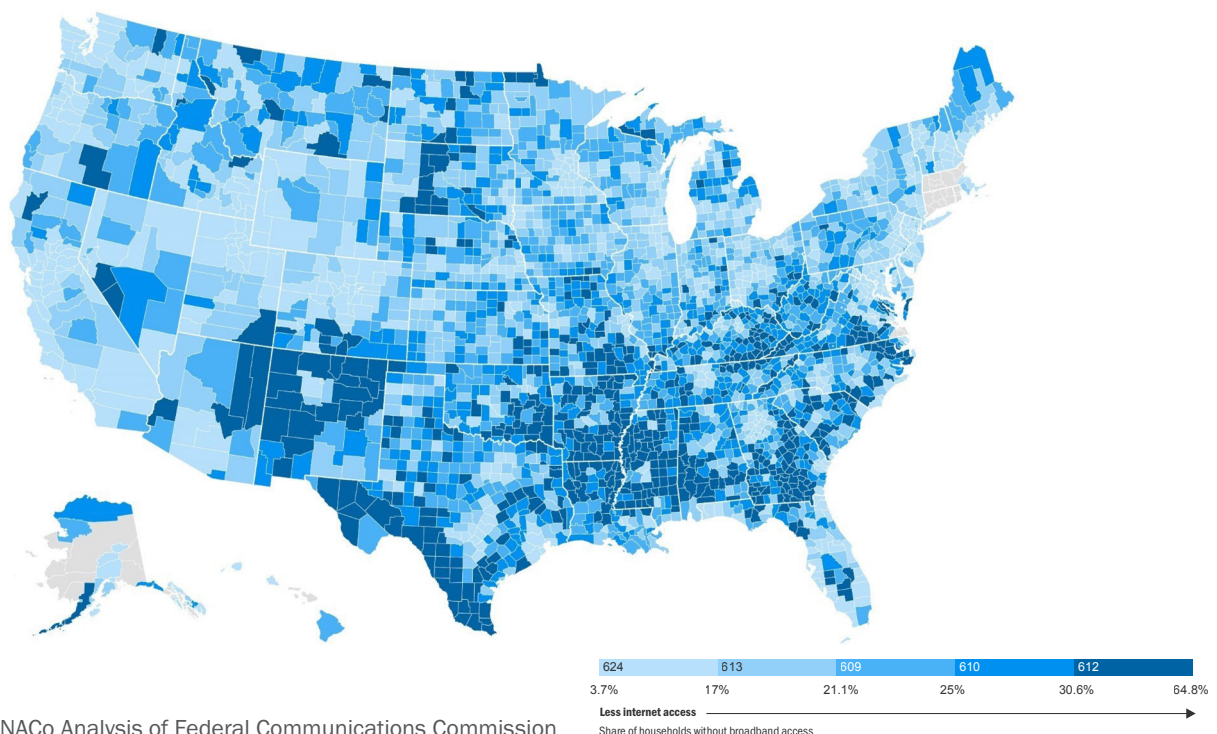 624 613 609 610 612
3.7% 17% 21.1% 25% 30.6% 64.8%
Less internet access
Share of households without broadband access
NACo Analysis of Federal Communications Commission